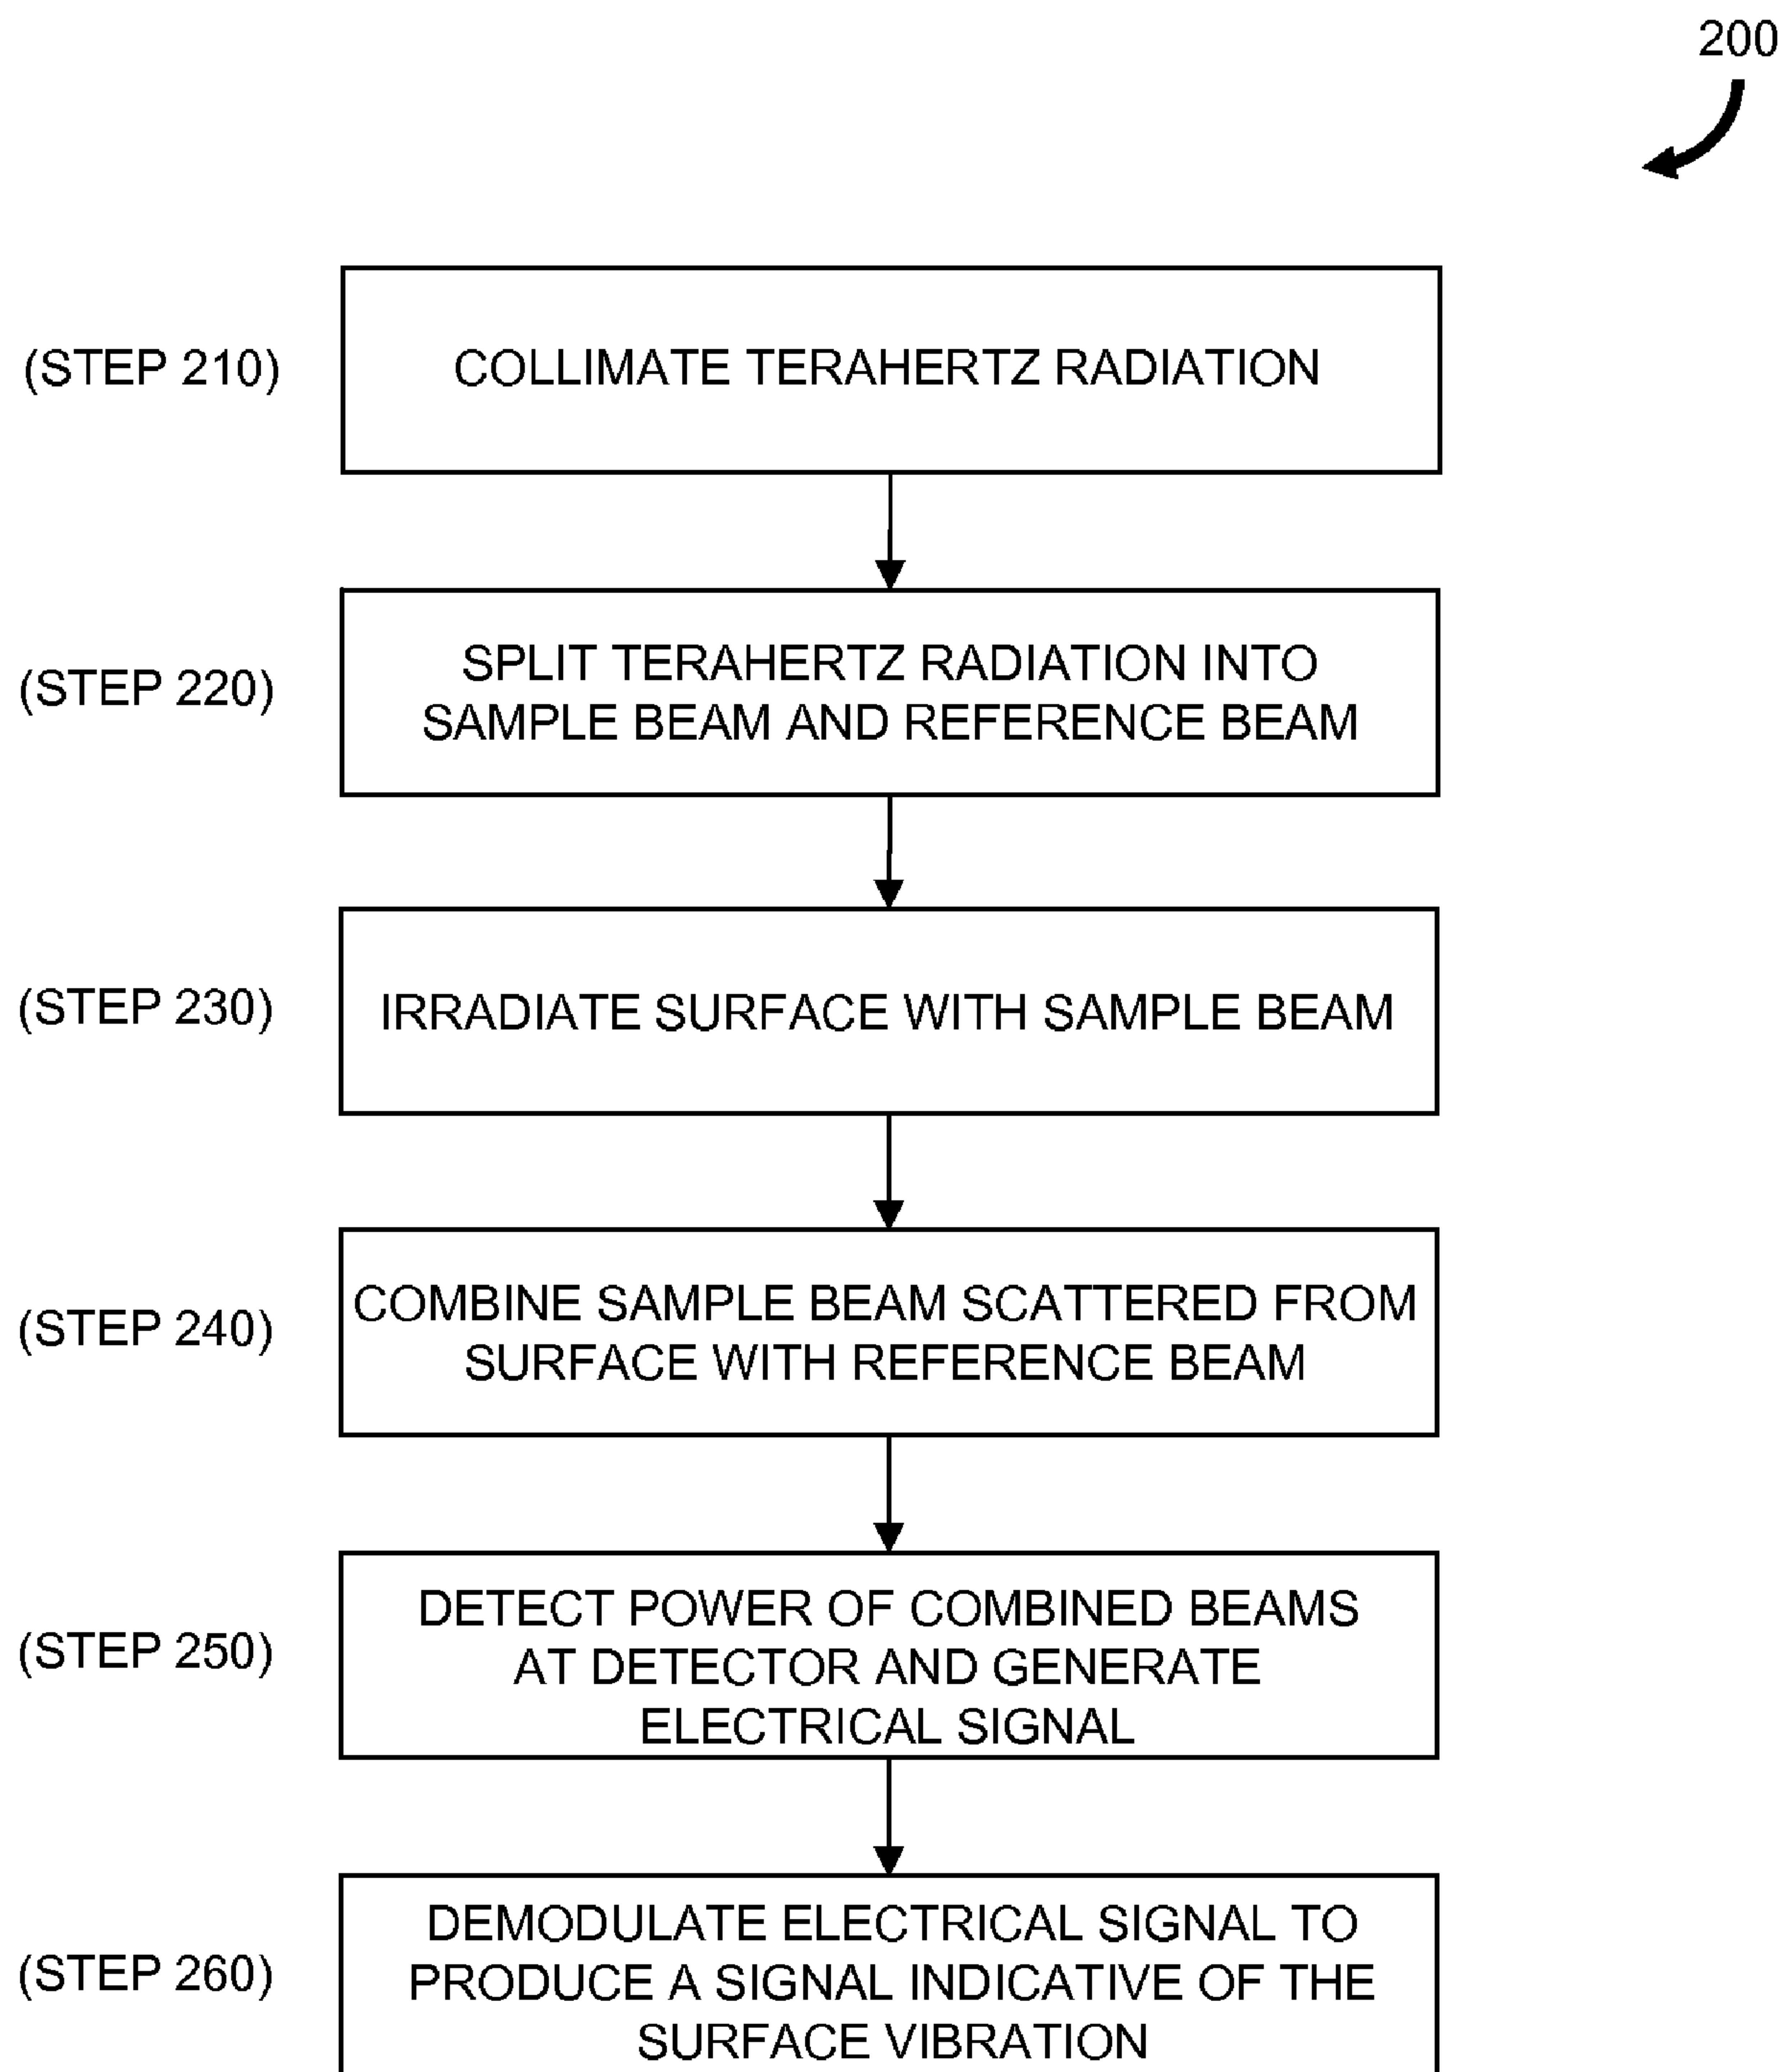 200
(STEP 210)
COLLIMATE TERAHERTZ RADIATION
(STEP 220)
SPLIT TERAHERTZ RADIATION INTO
SAMPLE BEAM AND REFERENCE BEAM
(STEP 230)
IRRADIATE SURFACE WITH SAMPLE BEAM
(STEP 240)
COMBINE SAMPLE BEAM SCATTERED FROM
SURFACE WITH REFERENCE BEAM
(STEP 250)
DETECT POWER OF COMBINED BEAMS
AT DETECTOR AND GENERATE
ELECTRICAL SIGNAL
(STEP 260)
DEMODULATE ELECTRICAL SIGNAL TO
PRODUCE A SIGNAL INDICATIVE OF THE
SURFACE VIBRATION